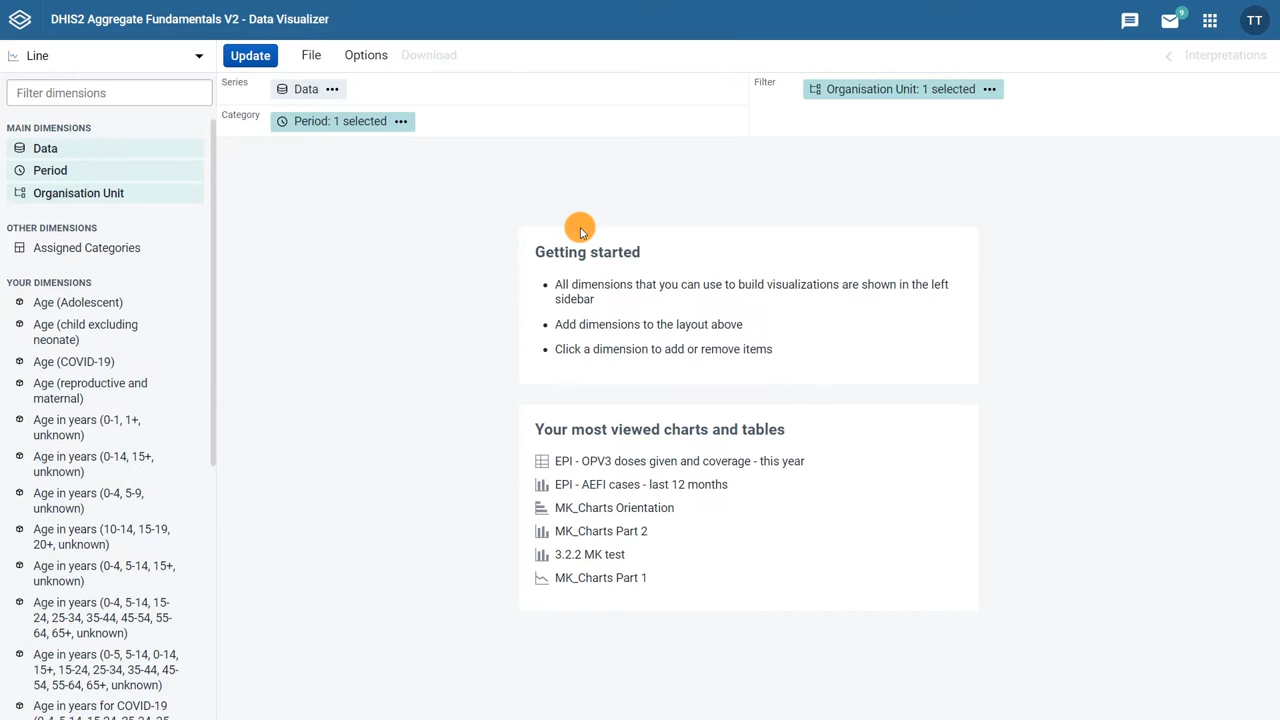 DHIS2 Aggregate Fundamentals V2 - Data Visualizer
9
TT
Line
Update
File
Options
Download
Interpretations
Filter dimensions
Series
Data
Filter
Organisation Unit: 1 selected
Category
Period: 1 selected
MAIN DIMENSIONS
Data
Period
Organisation Unit
OTHER DIMENSIONS
Assigned Categories
YOUR DIMENSIONS
Age (Adolescent)
Age (child excluding
neonate)
Age (COVID-19)
Age (reproductive and
maternal)
Age in years (0-1, 1+,
unknown)
Age in years (0-14, 15+,
unknown)
Age in years (0-4, 5-9,
unknown)
Age in years (10-14, 15-19,
20+, unknown)
Age in years (0-4, 5-14, 15+,
unknown)
Age in years (0-4, 5-14, 15-
24, 25-34, 35-44, 45-54, 55-
64, 65+, unknown)
Age in years (0-5, 5-14, 0-14,
15+, 15-24, 25-34, 35-44, 45-
54, 55-64, 65+, unknown)
Age in years for COVID-19
Getting started
All dimensions that you can use to build visualizations are shown in the left
sidebar
Add dimensions to the layout above
Click a dimension to add or remove items
Your most viewed charts and tables
EPI - OPV3 doses given and coverage - this year
EPI - AEFI cases - last 12 months
MK_Charts Orientation
MK_Charts Part 2
3.2.2 MK test
MK_Charts Part 1